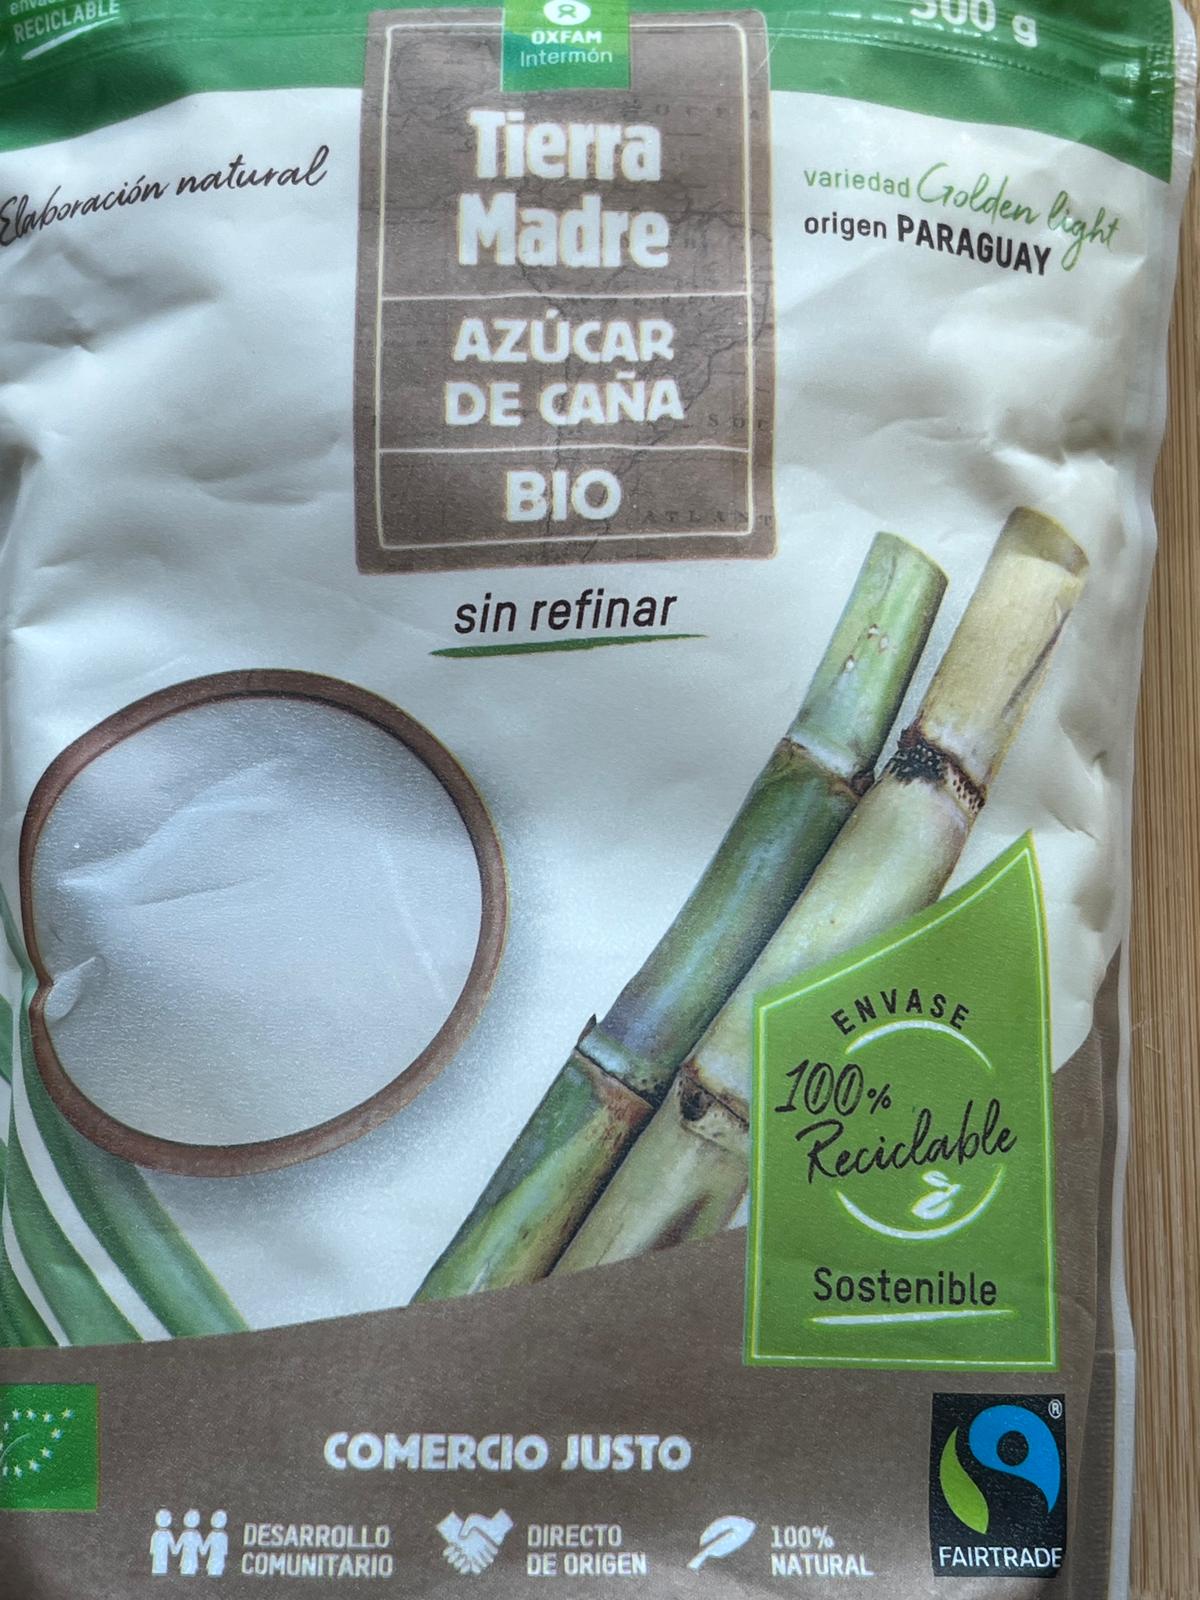 RECICLABLE
OXFAM
Intermón
500 g
Tierra
Madre
AZÚCAR
DE CAÑA
BIO
Elaboración natural
variedad Golden light
origen PARAGUAY
sin refinar
ENVASE
100%
Reciclable
Sostenible
COMERCIO JUSTO
DESARROLLO
COMUNITARIO
DIRECTO
DE ORIGEN
100%
NATURAL
®
FAIRTRADE